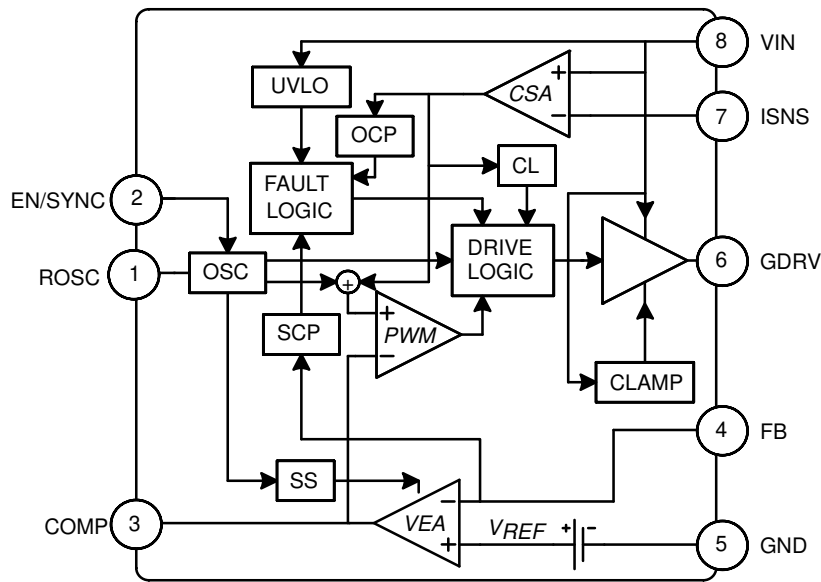 8 VIN
UVLO
+
CSA
−
7 ISNS
OCP
EN/SYNC 2
FAULT
LOGIC
CL
ROSC 1
OSC
+
DRIVE
LOGIC
6 GDRV
SCP
+
PWM
−
CLAMP
4 FB
SS
−
COMP 3
VEA
+
VREF
+ −
5 GND